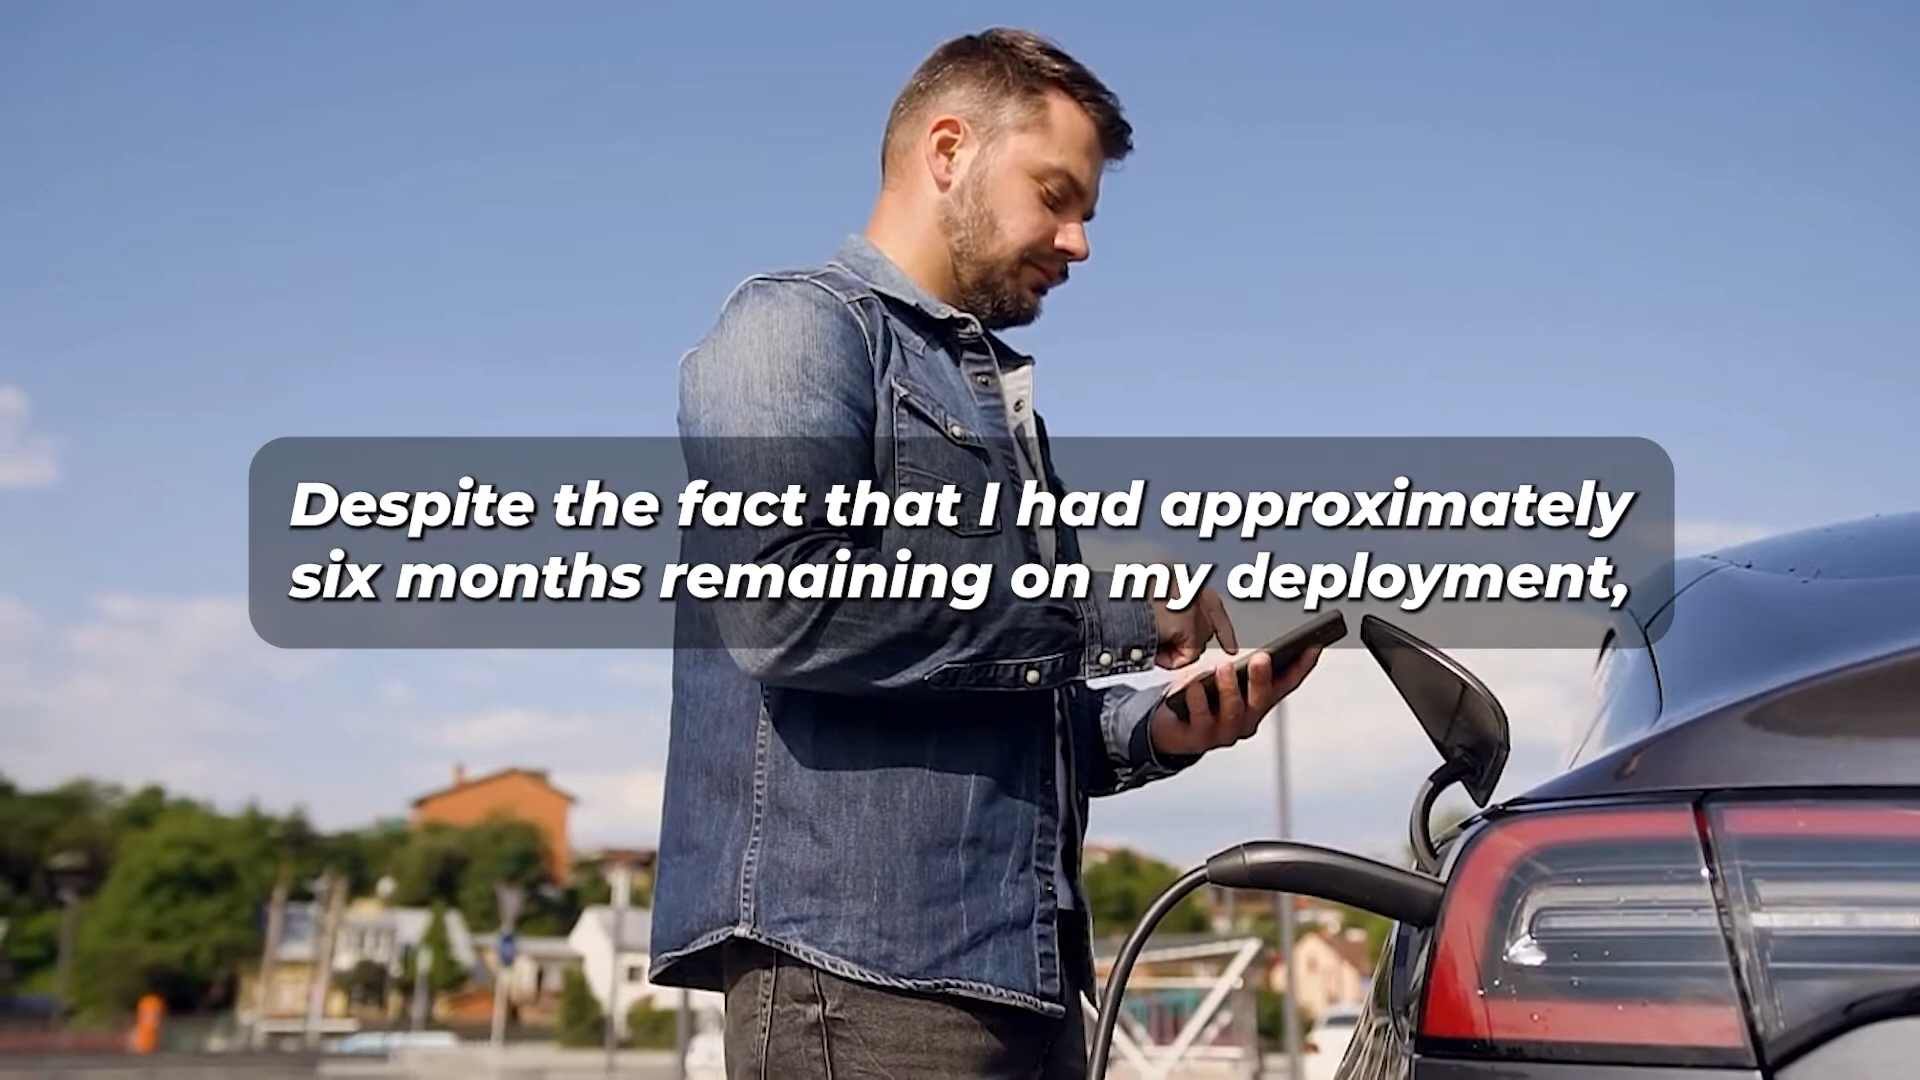 Despite the fact that I had approximately
six months remaining on my deployment,